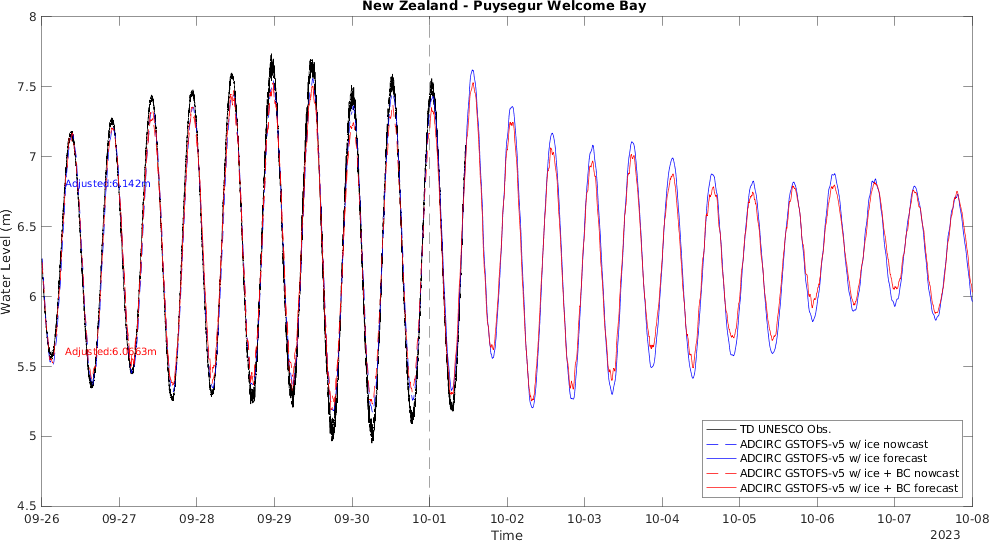 New Zealand - Puysegur Welcome Bay
8
7.5
7
6.5
6
5.5
5
4.5
Water Level (m)
Adjusted:6.142m
Adjusted:6.0563m
TD UNESCO Obs.
ADCIRC GSTOFS-v5 w/ ice nowcast
ADCIRC GSTOFS-v5 w/ ice forecast
ADCIRC GSTOFS-v5 w/ ice + BC nowcast
ADCIRC GSTOFS-v5 w/ ice + BC forecast
09-26 09-27 09-28 09-29 09-30 10-01 10-02 10-03 10-04 10-05 10-06 10-07 10-08
Time
2023